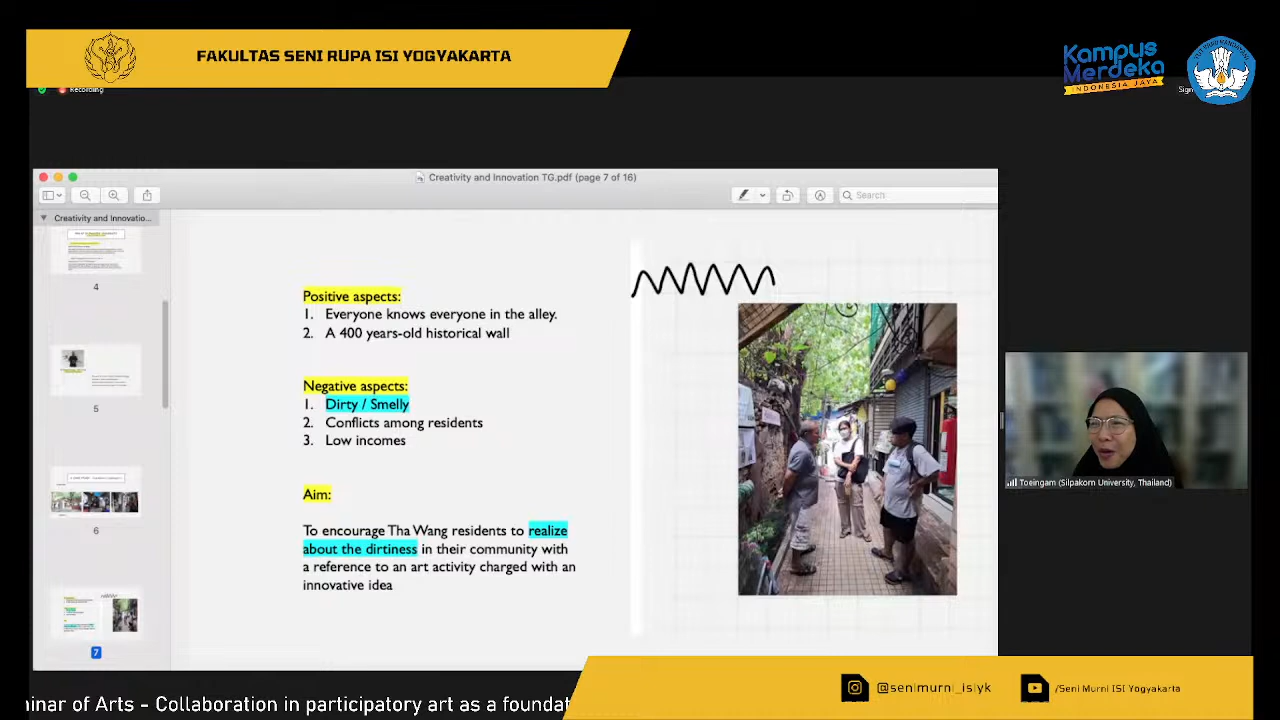 FAKULTAS SENI RUPA ISI YOGYAKARTA
Kampus
Merdeka
INDONESIA JAYA
Recording
Sign
Creativity and Innovation TG.pdf (page 7 of 16)
Search
Creativity and Innovatio...
4
5
6
7
Positive aspects:
1. Everyone knows everyone in the alley.
2. A 400 years-old historical wall
Negative aspects:
1. Dirty / Smelly
2. Conflicts among residents
3. Low incomes
Aim:
To encourage Tha Wang residents to realize
about the dirtiness in their community with
a reference to an art activity charged with an
innovative idea
Toeingam (Silpakorn University, Thailand)
inar of Arts - Collaboration in participatory art as a foundat
@senimurni_isiyk
/Seni Murni ISI Yogyakarta